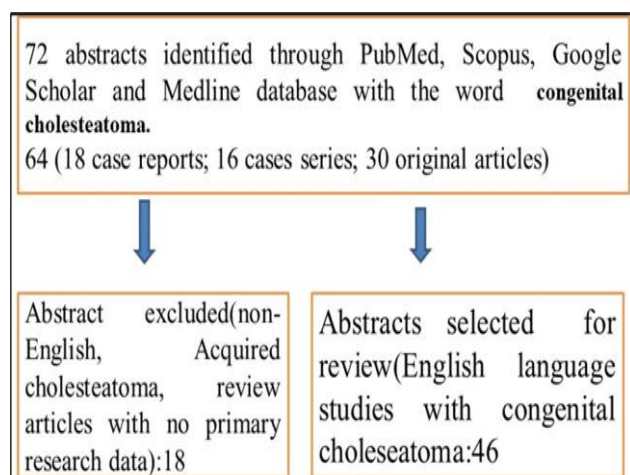 72 abstracts identified through PubMed, Scopus, Google
Scholar and Medline database with the word congenital
cholesteatoma.
64 (18 case reports; 16 cases series; 30 original articles)
Abstract excluded(non-
English, Acquired
cholesteatoma, review
articles with no primary
research data):18
Abstracts selected for
review(English language
studies with congenital
choleseatoma:46